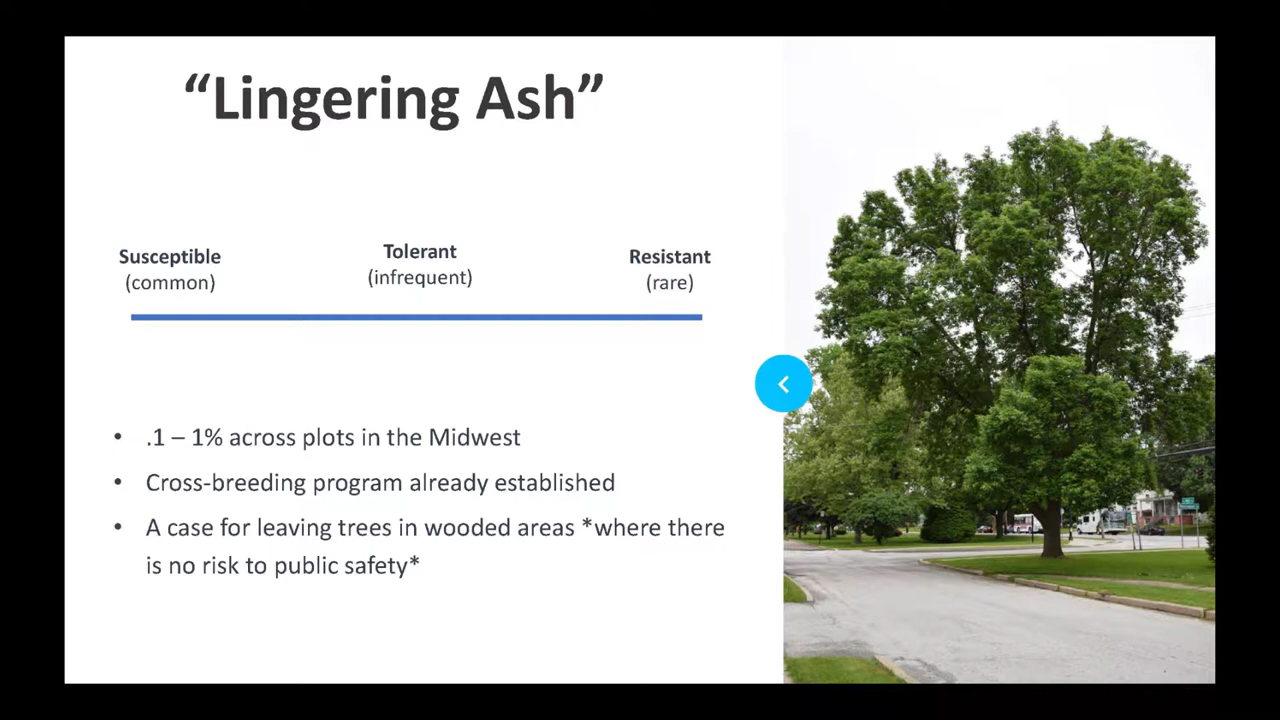 “Lingering Ash”
Susceptible
(common)
Tolerant
(infrequent)
Resistant
(rare)
• .1 – 1% across plots in the Midwest
• Cross-breeding program already established
• A case for leaving trees in wooded areas *where there
is no risk to public safety*